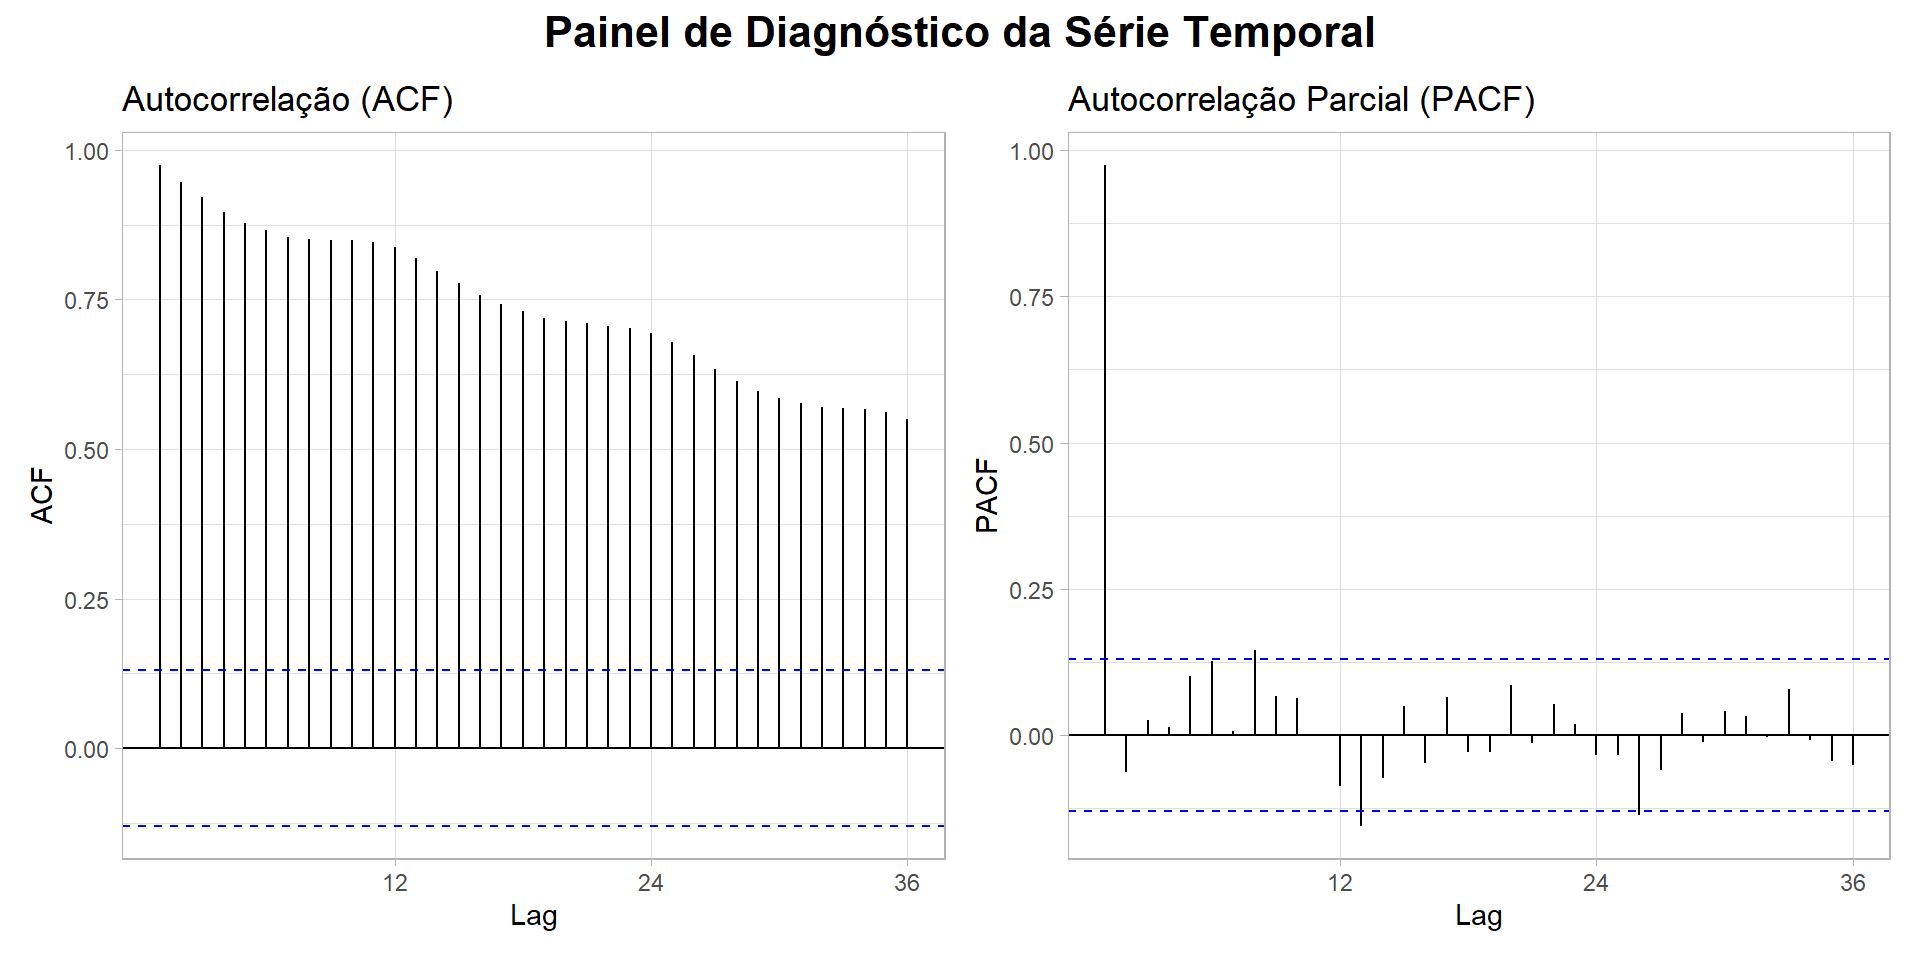 Painel de Diagnóstico da Série Temporal
Autocorrelação (ACF)
1.00
0.75
0.50
0.25
0.00
ACF
12
24
36
Lag
Autocorrelação Parcial (PACF)
1.00
0.75
0.50
0.25
0.00
PACF
12
24
36
Lag